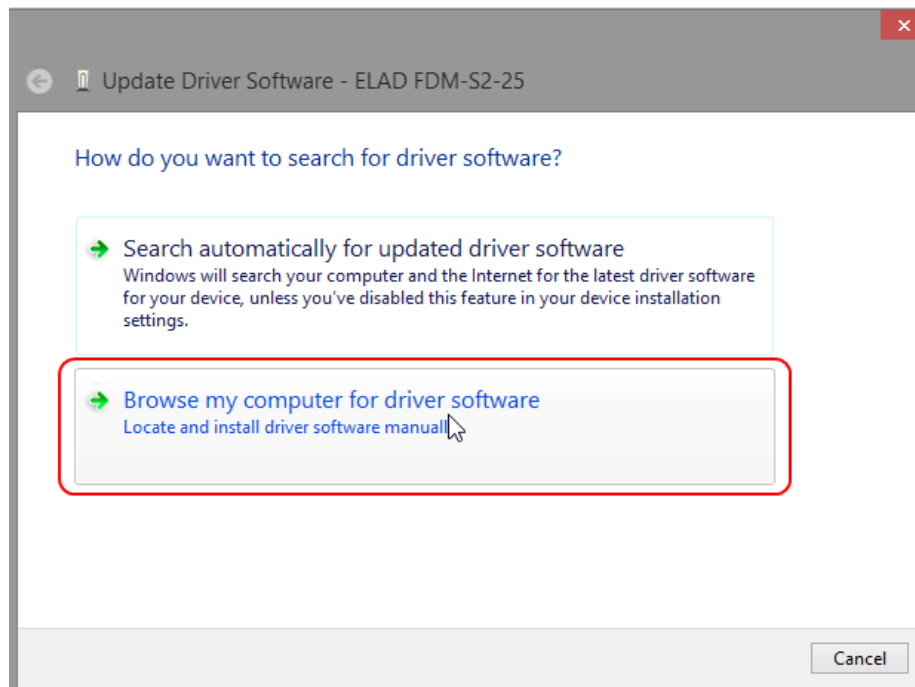 Update Driver Software - ELAD FDM-S2-25
How do you want to search for driver software?
Search automatically for updated driver software
Windows will search your computer and the Internet for the latest driver software
for your device, unless you've disabled this feature in your device installation
settings.
Browse my computer for driver software
Locate and install driver software manuall
Cancel